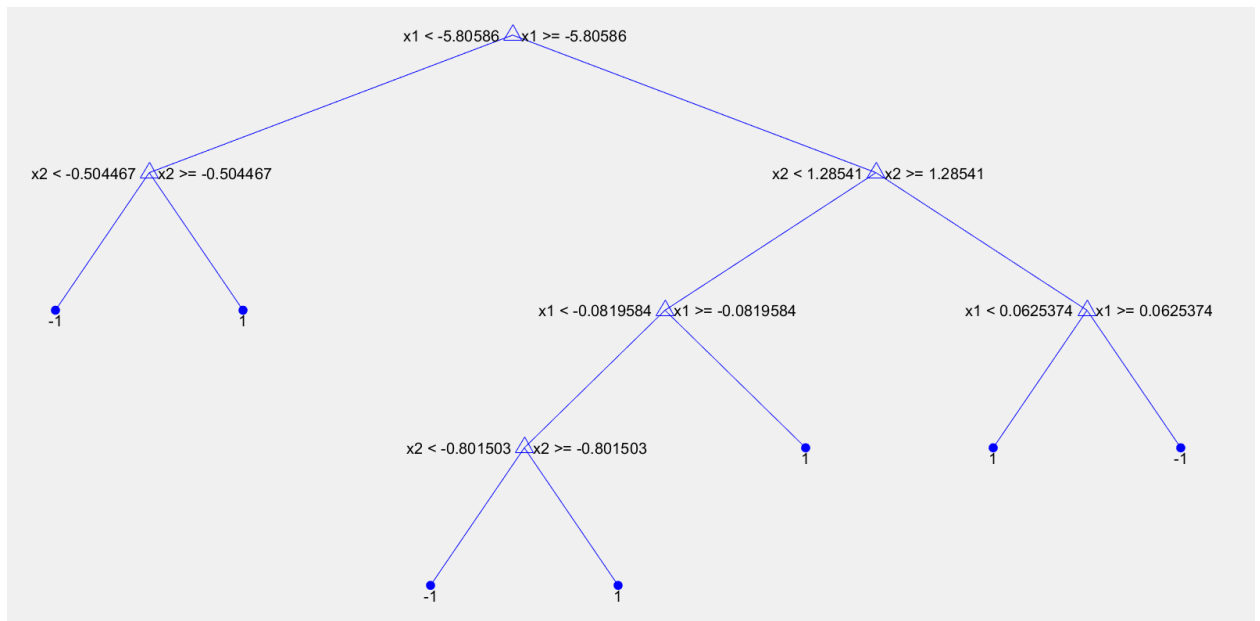 x1 < -5.80586 x1 >= -5.80586
x2 < -0.504467 x2 >= -0.504467
x2 < 1.28541 x2 >= 1.28541
-1
1
x1 < -0.0819584 x1 >= -0.0819584
x1 < 0.0625374 x1 >= 0.0625374
x2 < -0.801503 x2 >= -0.801503
1
1
-1
-1
1